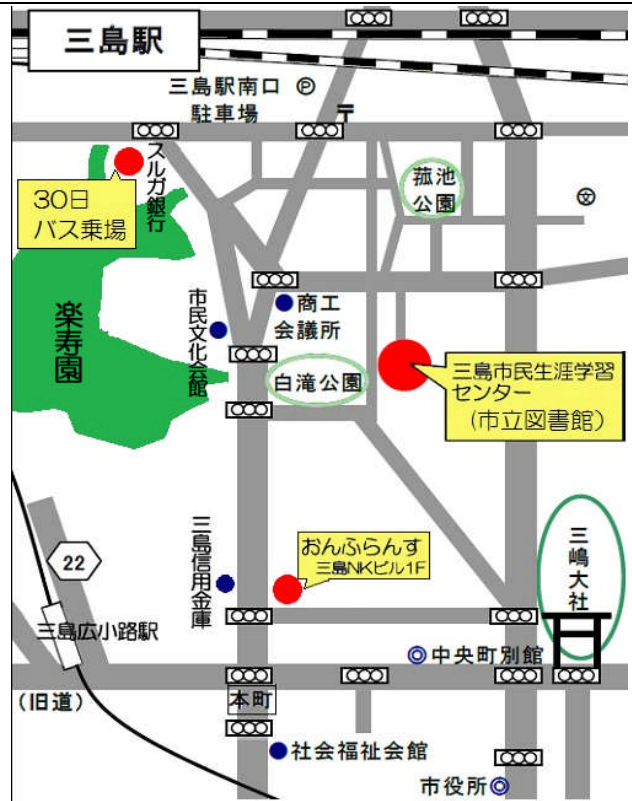 三島駅
三島駅南口 Ⓟ
駐車場
〒
スルガ銀行
30日
バス乗場
菰池
公園
文
楽寿園
市民文化会館
商工
会議所
白滝公園
三島市民生涯学習
センター
(市立図書館)
22
三島広小路駅
三島信用金庫
おんふらんす
三島NKビル1F
三嶋大社
中央町別館
(旧道)
本町
社会福祉会館
市役所